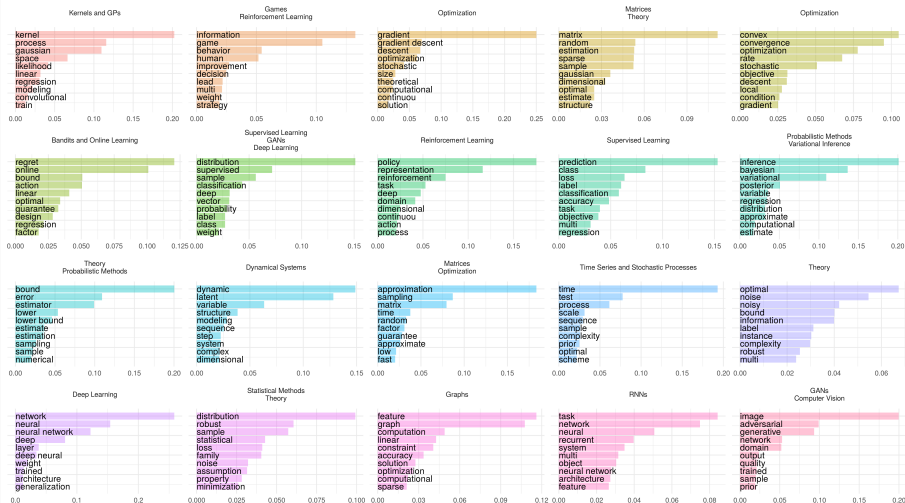 Kernels and GPs
kernel
process
gaussian
space
likelihood
linear
regression
modeling
convolutional
train
0.00 0.05 0.10 0.15 0.20
Games
Reinforcement Learning
information
game
behavior
human
improvement
decision
lead
multi
weight
strategy
0.00 0.05 0.10
Optimization
gradient
gradient descent
descent
optimization
stochastic
size
theoretical
computational
continuou
solution
0.00 0.05 0.10 0.15 0.20 0.25
Matrices
Theory
matrix
random
estimation
sparse
sample
gaussian
dimensional
optimal
estimate
structure
0.00 0.03 0.06 0.09
Optimization
convex
convergence
optimization
rate
stochastic
objective
descent
local
condition
gradient
0.000 0.025 0.050 0.075 0.100
Bandits and Online Learning
regret
online
bound
action
linear
optimal
guarantee
design
regression
factor
0.000 0.025 0.050 0.075 0.100 0.125
Supervised Learning
GANs
Deep Learning
distribution
supervised
sample
classification
deep
vector
probability
label
class
weight
0.00 0.05 0.10 0.15
Reinforcement Learning
policy
representation
reinforcement
task
deep
domain
dimensional
continuou
action
process
0.00 0.05 0.10 0.15
Supervised Learning
prediction
class
loss
label
classification
accuracy
task
objective
multi
regression
0.00 0.05 0.10 0.15
Probabilistic Methods
Variational Inference
inference
bayesian
variational
posterior
variable
regression
distribution
approximate
computational
estimate
0.00 0.05 0.10 0.15 0.20
Theory
Probabilistic Methods
bound
error
estimator
lower
lower bound
estimate
estimation
sampling
sample
numerical
0.00 0.05 0.10 0.15 0.20
Dynamical Systems
dynamic
latent
variable
structure
modeling
sequence
step
system
complex
dimensional
0.00 0.05 0.10 0.15
Matrices
Optimization
approximation
sampling
matrix
time
random
factor
guarantee
approximate
low
fast
0.00 0.05 0.10 0.15
Time Series and Stochastic Processes
time
test
process
scale
sequence
sample
complexity
prior
optimal
scheme
0.00 0.05 0.10 0.15 0.20
Theory
optimal
noise
noisy
bound
information
label
instance
complexity
robust
multi
0.00 0.02 0.04 0.06
Deep Learning
network
neural
neural network
deep
layer
deep neural
weight
trained
architecture
generalization
0.0 0.1 0.2
Statistical Methods
Theory
distribution
robust
sample
statistical
loss
family
noise
assumption
property
minimization
0.000 0.025 0.050 0.075 0.100
Graphs
feature
graph
computation
linear
constraint
accuracy
solution
optimization
computational
sparse
0.00 0.03 0.06 0.09 0.12
RNNs
task
network
neural
recurrent
system
multi
object
neural network
architecture
feature
0.00 0.02 0.04 0.06 0.08
GANs
Computer Vision
image
adversarial
generative
network
domain
output
quality
trained
sample
prior
0.00 0.05 0.10 0.15 0.20